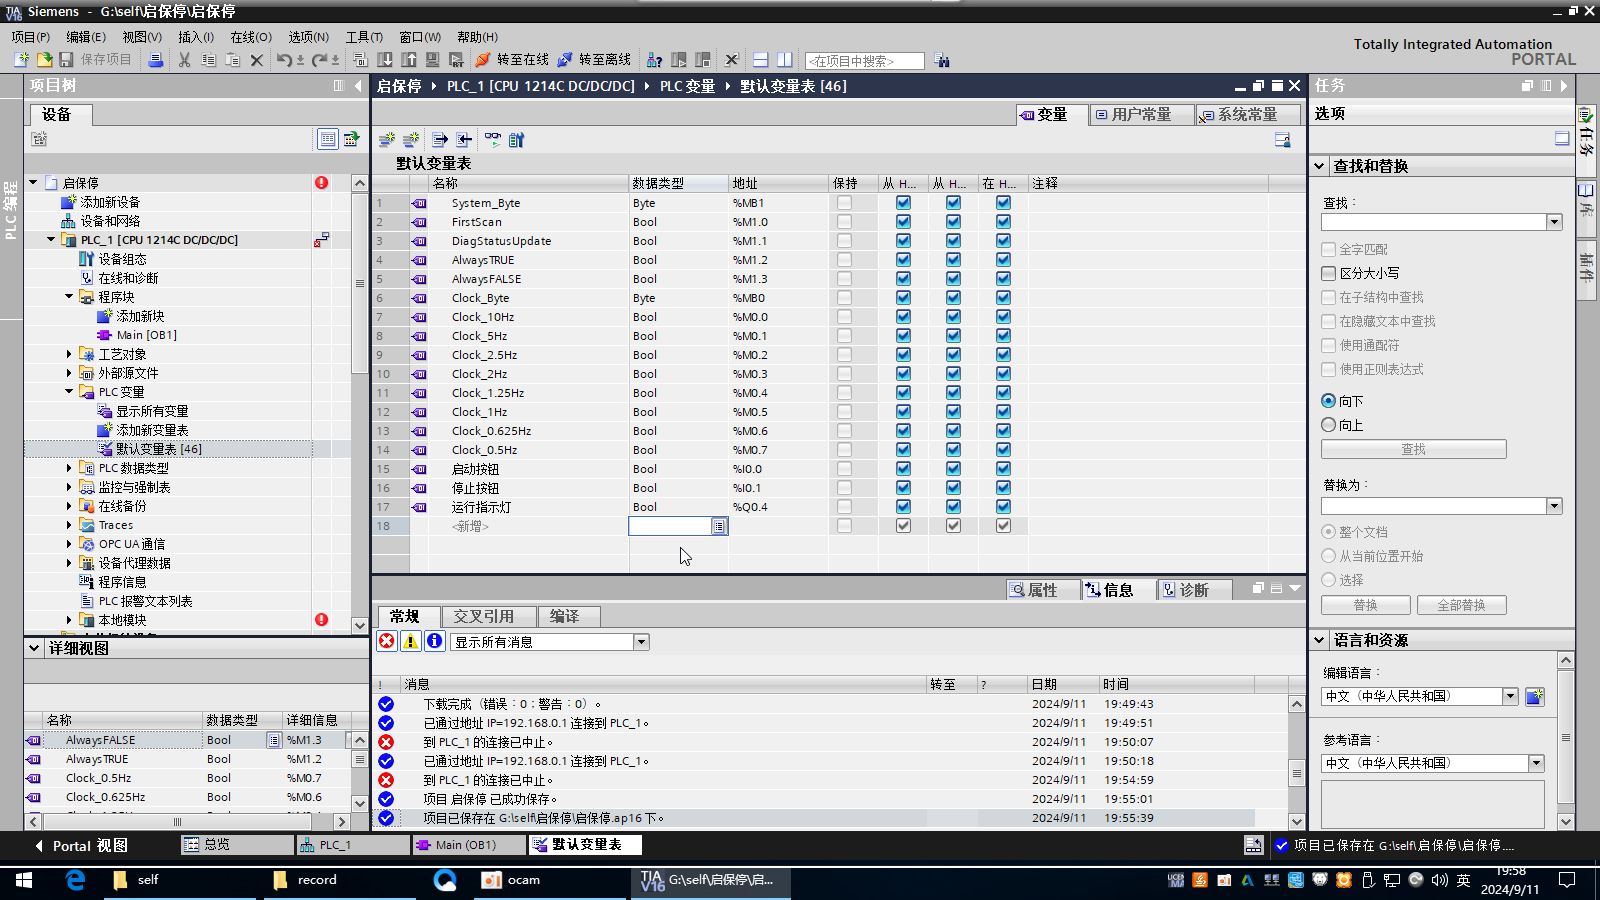 Siemens - G:\self\启保停\启保停
项目(P) 编辑(E) 视图(V) 插入(I) 在线(O) 选项(N) 工具(T) 窗口(W) 帮助(H)
Totally Integrated Automation
PORTAL
保存项目 转至在线 转至离线 <在项目中搜索>
项目树
启保停 PLC_1 [CPU 1214C DC/DC/DC] PLC 变量 默认变量表 [46]
任务
设备
变量 用户常量 系统常量
选项
PLC 编程
任务
库
插件
默认变量表
启保停
添加新设备
设备和网络
PLC_1 [CPU 1214C DC/DC/DC]
设备组态
在线和诊断
程序块
添加新块
Main [OB1]
工艺对象
外部源文件
PLC 变量
显示所有变量
添加新变量表
默认变量表 [46]
PLC 数据类型
监控与强制表
在线备份
Traces
OPC UA 通信
设备代理数据
程序信息
PLC 报警文本列表
本地模块
名称 数据类型 地址 保持 从 H... 从 H... 在 H... 注释
1 System_Byte Byte %MB1
2 FirstScan Bool %M1.0
3 DiagStatusUpdate Bool %M1.1
4 AlwaysTRUE Bool %M1.2
5 AlwaysFALSE Bool %M1.3
6 Clock_Byte Byte %MB0
7 Clock_10Hz Bool %M0.0
8 Clock_5Hz Bool %M0.1
9 Clock_2.5Hz Bool %M0.2
10 Clock_2Hz Bool %M0.3
11 Clock_1.25Hz Bool %M0.4
12 Clock_1Hz Bool %M0.5
13 Clock_0.625Hz Bool %M0.6
14 Clock_0.5Hz Bool %M0.7
15 启动按钮 Bool %I0.0
16 停止按钮 Bool %I0.1
17 运行指示灯 Bool %Q0.4
18 <新增>
查找和替换
查找：
全字匹配
区分大小写
在子结构中查找
在隐藏文本中查找
使用通配符
使用正则表达式
向下
向上
查找
替换为：
整个文档
从当前位置开始
选择
替换 全部替换
语言和资源
编辑语言：
中文（中华人民共和国）
参考语言：
中文（中华人民共和国）
属性 信息 诊断
常规 交叉引用 编译
显示所有消息
! 消息 转至 ? 日期 时间
下载完成（错误：0；警告：0）。 2024/9/11 19:49:43
已通过地址 IP=192.168.0.1 连接到 PLC_1。 2024/9/11 19:49:51
到 PLC_1 的连接已中止。 2024/9/11 19:50:07
已通过地址 IP=192.168.0.1 连接到 PLC_1。 2024/9/11 19:50:18
到 PLC_1 的连接已中止。 2024/9/11 19:54:59
项目 启保停 已成功保存。 2024/9/11 19:55:01
项目已保存在 G:\self\启保停\启保停.ap16 下。 2024/9/11 19:55:39
详细视图
名称 数据类型 详细信息
AlwaysFALSE Bool %M1.3
AlwaysTRUE Bool %M1.2
Clock_0.5Hz Bool %M0.7
Clock_0.625Hz Bool %M0.6
Portal 视图 总览 PLC_1 Main (OB1) 默认变量表 项目已保存在 G:\self\启保停\启保停....
self record ocam G:\self\启保停\启... 英 19:58
2024/9/11